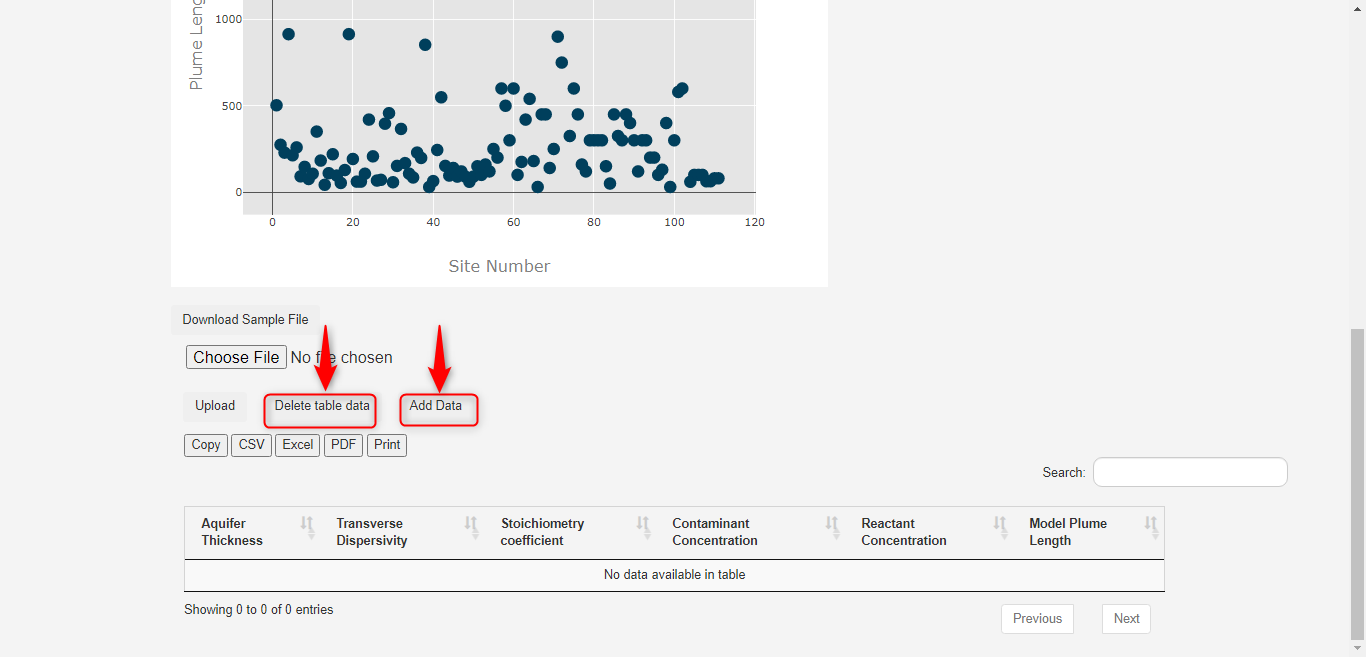 1000
Plume Leng
500
0
0 20 40 60 80 100 120
Site Number
Download Sample File
Choose File No file chosen
Upload Delete table data Add Data
Copy CSV Excel PDF Print
Search:
Aquifer Thickness Transverse Dispersivity Stoichiometry coefficient Contaminant Concentration Reactant Concentration Model Plume Length
No data available in table
Showing 0 to 0 of 0 entries
Previous Next